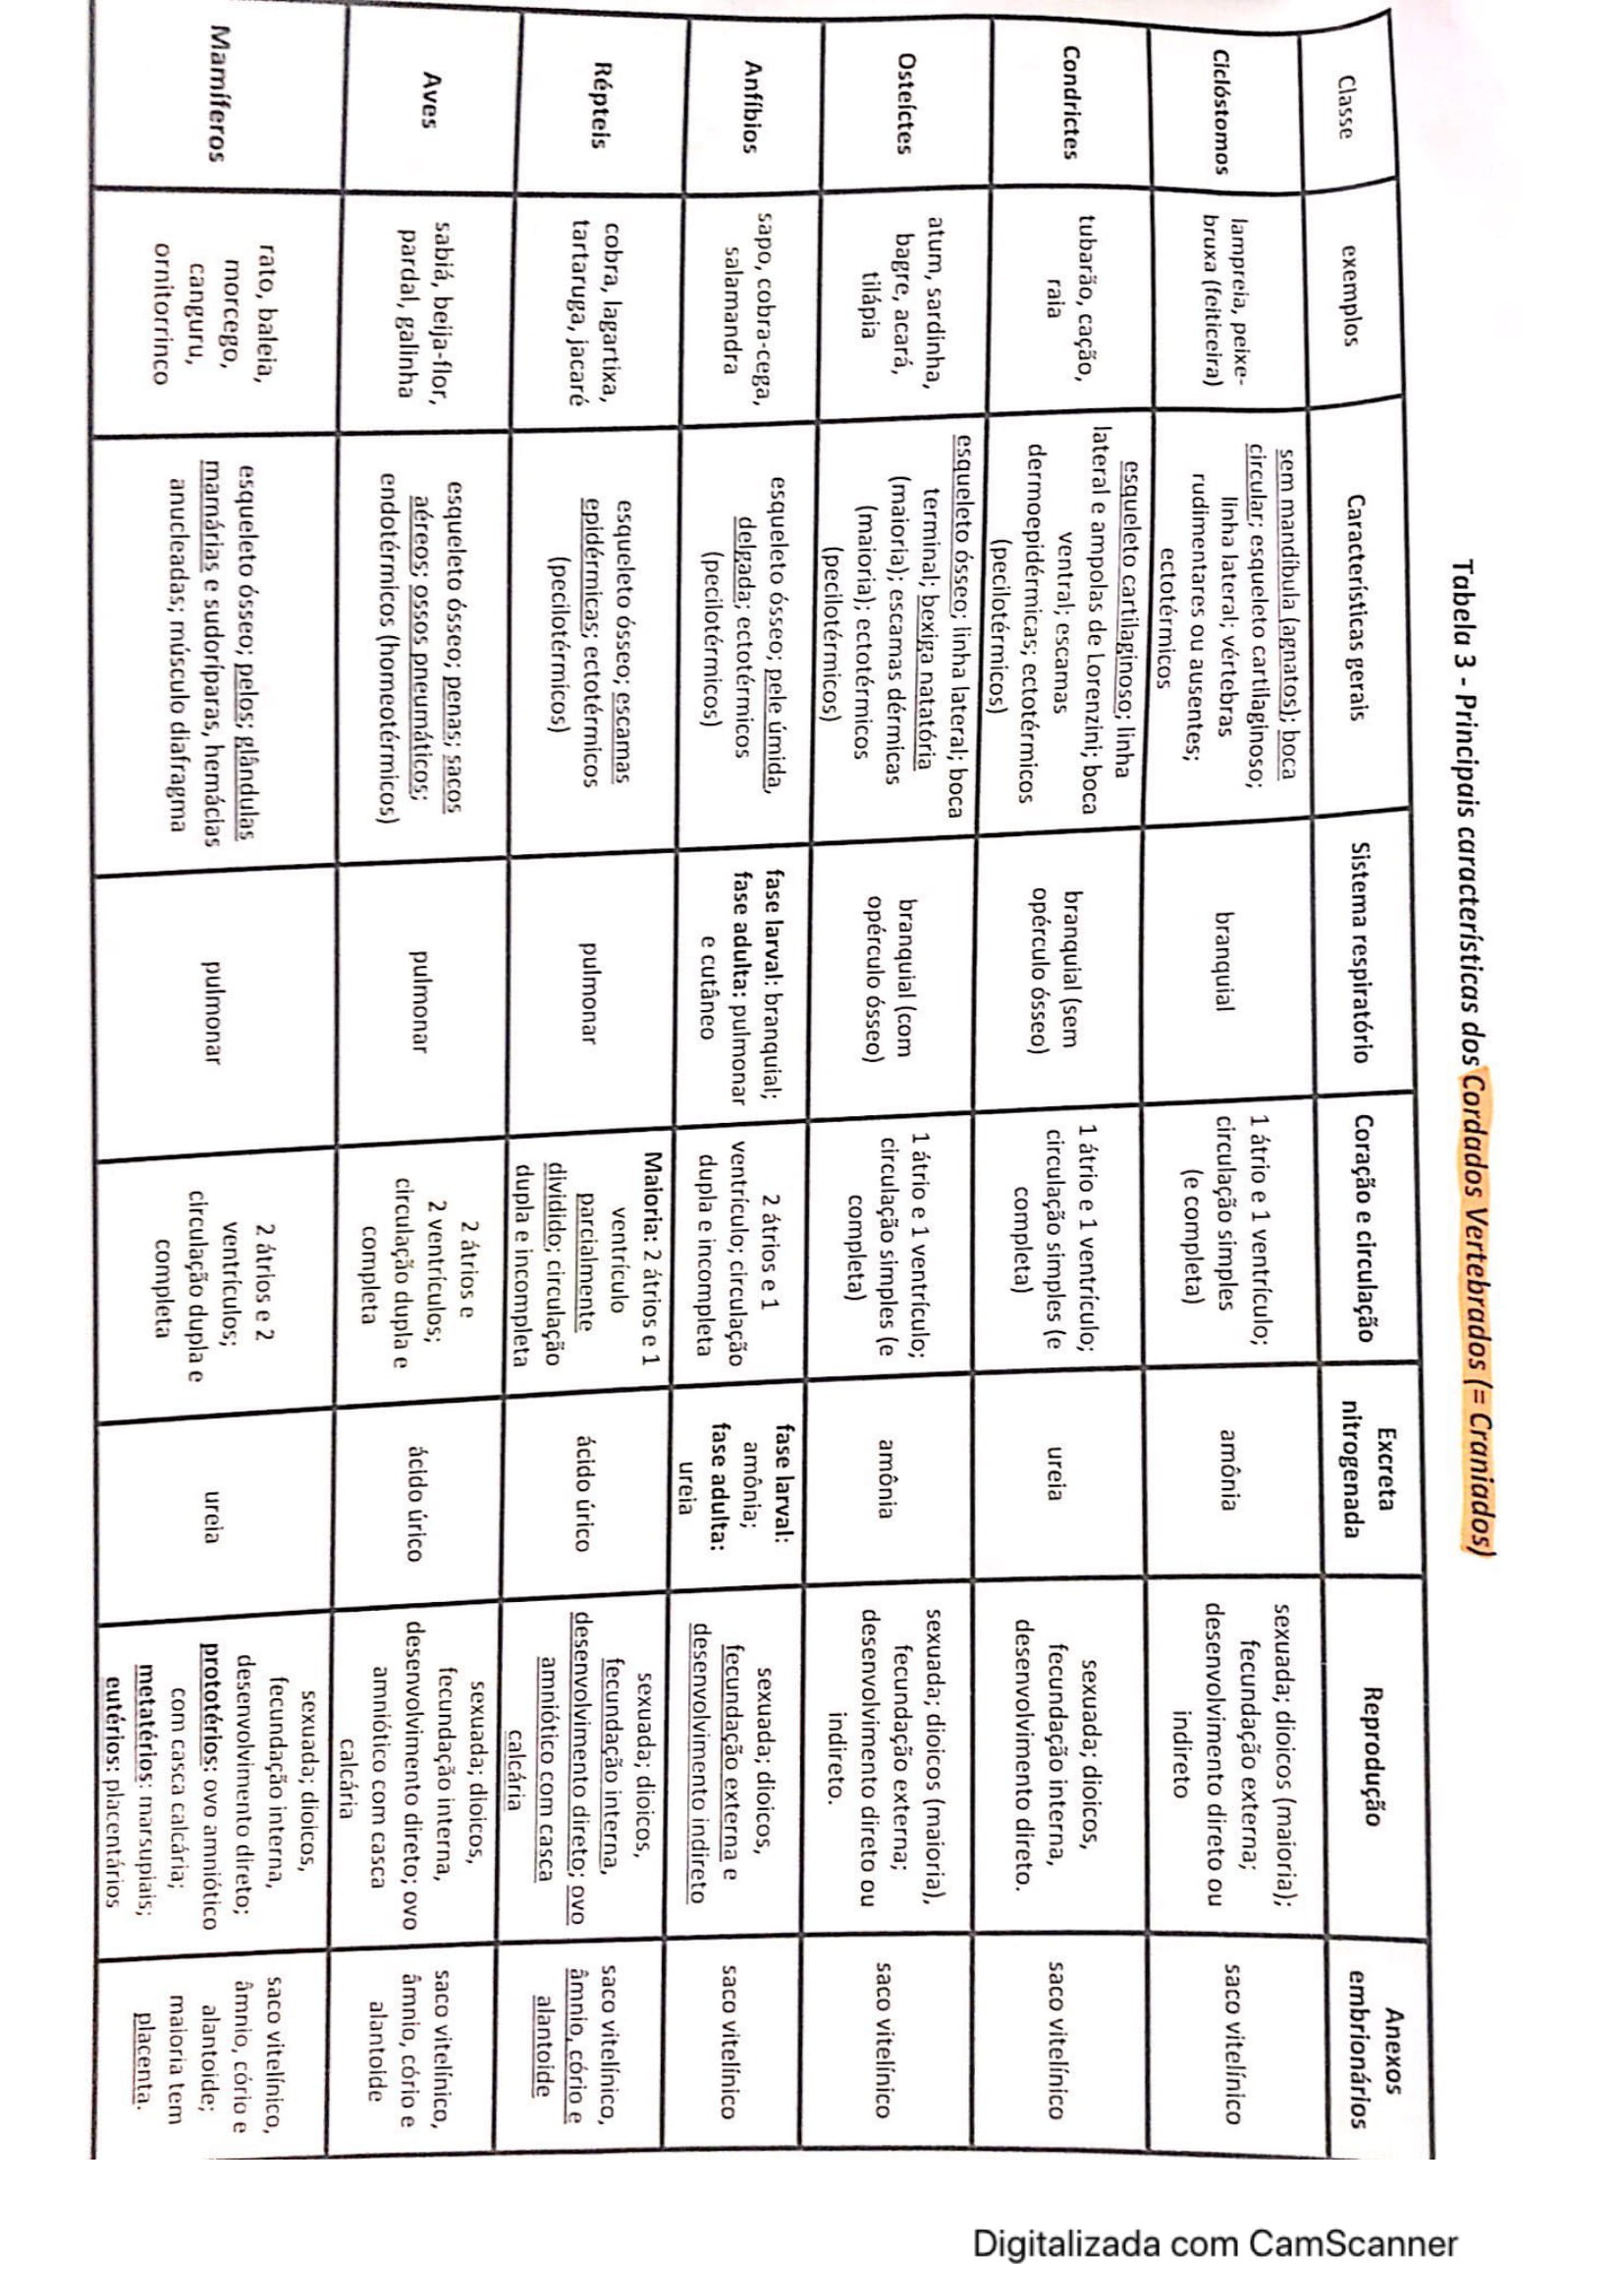 Tabela 3 - Principais características dos Cordados Vertebrados (= Craniados)
Classe
exemplos
Características gerais
Sistema respiratório
Coração e circulação
Excreta
nitrogenada
Reprodução
Anexos
embrionários
Ciclóstomos
lampreia, peixe-
bruxa (feiticeira)
sem mandíbula (agnatos); boca
circular; esqueleto cartilaginoso;
linha lateral; vértebras
rudimentares ou ausentes;
ectotérmicos
branquial
1 átrio e 1 ventrículo;
circulação simples
(e completa)
amônia
sexuada; dioicos (maioria);
fecundação externa;
desenvolvimento direto ou
indireto
saco vitelínico
Condrictes
tubarão, cação,
raia
esqueleto cartilaginoso; linha
lateral e ampolas de Lorenzini; boca
ventral; escamas
dermoepidérmicas; ectotérmicos
(pecilotérmicos)
branquial (sem
opérculo ósseo)
1 átrio e 1 ventrículo;
circulação simples (e
completa)
ureia
sexuada; dioicos,
fecundação interna,
desenvolvimento direto.
saco vitelínico
Osteíctes
atum, sardinha,
bagre, acará,
tilápia
esqueleto ósseo; linha lateral; boca
terminal; bexiga natatória
(maioria); escamas dérmicas
(maioria); ectotérmicos
(pecilotérmicos)
branquial (com
opérculo ósseo)
1 átrio e 1 ventrículo;
circulação simples (e
completa)
amônia
sexuada; dioicos (maioria),
fecundação externa;
desenvolvimento direto ou
indireto.
saco vitelínico
Anfíbios
sapo, cobra-cega,
salamandra
esqueleto ósseo; pele úmida,
delgada; ectotérmicos
(pecilotérmicos)
fase larval: branquial;
fase adulta: pulmonar
e cutâneo
2 átrios e 1
ventrículo; circulação
dupla e incompleta
fase larval:
amônia;
fase adulta:
ureia
sexuada; dioicos,
fecundação externa e
desenvolvimento indireto
saco vitelínico
Répteis
cobra, lagartixa,
tartaruga, jacaré
esqueleto ósseo; escamas
epidérmicas; ectotérmicos
(pecilotérmicos)
pulmonar
Maioria: 2 átrios e 1
ventrículo
parcialmente
dividido; circulação
dupla e incompleta
ácido úrico
sexuada; dioicos,
fecundação interna,
desenvolvimento direto; ovo
amniótico com casca
calcária
saco vitelínico,
âmnio, cório e
alantoide
Aves
sabiá, beija-flor,
pardal, galinha
esqueleto ósseo; penas; sacos
aéreos; ossos pneumáticos;
endotérmicos (homeotérmicos)
pulmonar
2 átrios e
2 ventrículos;
circulação dupla e
completa
ácido úrico
sexuada; dioicos,
fecundação interna,
desenvolvimento direto; ovo
amniótico com casca
calcária
saco vitelínico,
âmnio, cório e
alantoide
Mamíferos
rato, baleia,
morcego,
canguru,
ornitorrinco
esqueleto ósseo; pelos; glândulas
mamárias e sudoríparas, hemácias
anucleadas; músculo diafragma
pulmonar
2 átrios e 2
ventrículos;
circulação dupla e
completa
ureia
sexuada; dioicos,
fecundação interna,
desenvolvimento direto;
prototérios: ovo amniótico
com casca calcária;
metatérios: marsupiais;
eutérios: placentários
saco vitelínico,
âmnio, cório e
alantoide;
maioria tem
placenta.
Digitalizada com CamScanner